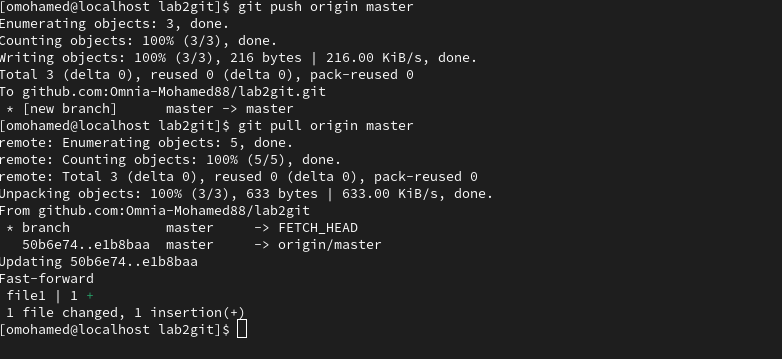 [omohamed@localhost lab2git]$ git push origin master
Enumerating objects: 3, done.
Counting objects: 100% (3/3), done.
Writing objects: 100% (3/3), 216 bytes | 216.00 KiB/s, done.
Total 3 (delta 0), reused 0 (delta 0), pack-reused 0
To github.com:Omnia-Mohamed88/lab2git.git
 * [new branch]      master -> master
[omohamed@localhost lab2git]$ git pull origin master
remote: Enumerating objects: 5, done.
remote: Counting objects: 100% (5/5), done.
remote: Total 3 (delta 0), reused 0 (delta 0), pack-reused 0
Unpacking objects: 100% (3/3), 633 bytes | 633.00 KiB/s, done.
From github.com:Omnia-Mohamed88/lab2git
 * branch            master     -> FETCH_HEAD
   50b6e74..e1b8baa  master     -> origin/master
Updating 50b6e74..e1b8baa
Fast-forward
 file1 | 1 +
 1 file changed, 1 insertion(+)
[omohamed@localhost lab2git]$